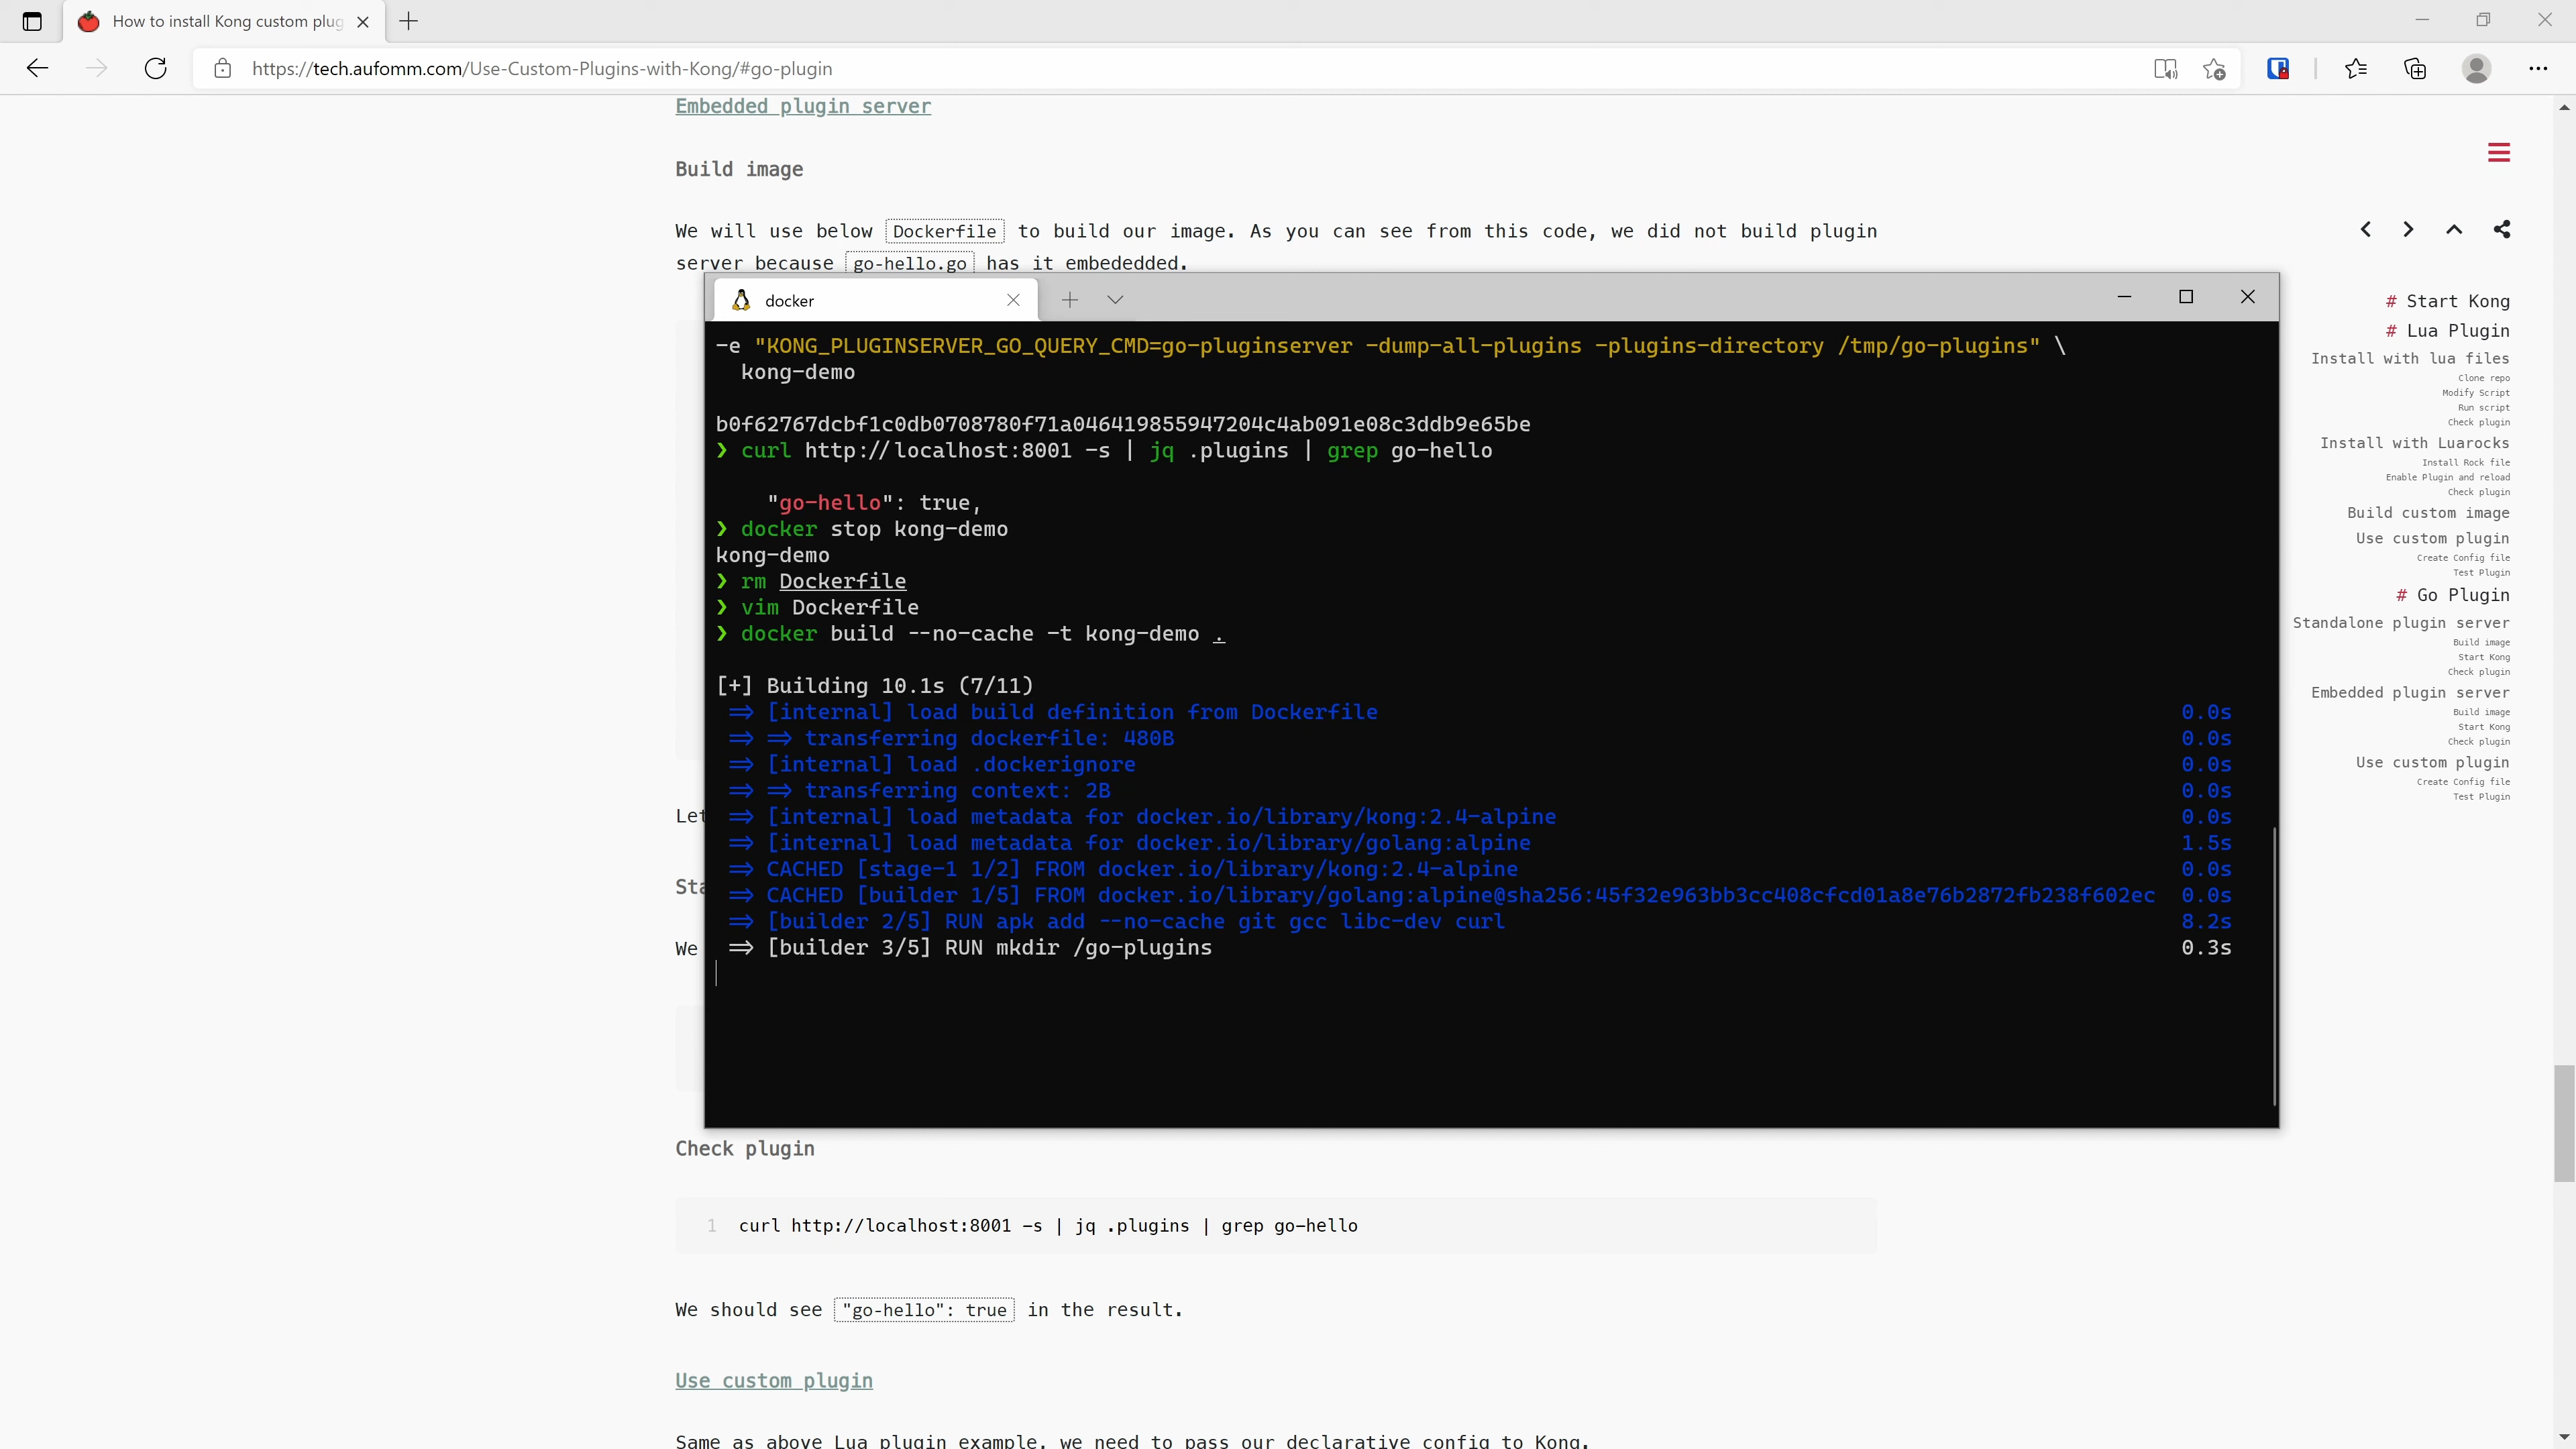 How to install Kong custom plug
https://tech.aufomm.com/Use-Custom-Plugins-with-Kong/#go-plugin
Embedded plugin server
Build image
We will use below Dockerfile to build our image. As you can see from this code, we did not build plugin
server because go-hello.go has it embededded.
docker
-e "KONG_PLUGINSERVER_GO_QUERY_CMD=go-pluginserver -dump-all-plugins -plugins-directory /tmp/go-plugins" \
kong-demo
b0f62767dcbf1c0db0708780f71a046419855947204c4ab091e08c3ddb9e65be
❯ curl http://localhost:8001 -s | jq .plugins | grep go-hello
"go-hello": true,
❯ docker stop kong-demo
kong-demo
❯ rm Dockerfile
❯ vim Dockerfile
❯ docker build --no-cache -t kong-demo .
[+] Building 10.1s (7/11)
=> [internal] load build definition from Dockerfile 0.0s
=> => transferring dockerfile: 480B 0.0s
=> [internal] load .dockerignore 0.0s
=> => transferring context: 2B 0.0s
=> [internal] load metadata for docker.io/library/kong:2.4-alpine 0.0s
=> [internal] load metadata for docker.io/library/golang:alpine 1.5s
=> CACHED [stage-1 1/2] FROM docker.io/library/kong:2.4-alpine 0.0s
=> CACHED [builder 1/5] FROM docker.io/library/golang:alpine@sha256:45f32e963bb3cc408cfcd01a8e76b2872fb238f602ec 0.0s
=> [builder 2/5] RUN apk add --no-cache git gcc libc-dev curl 8.2s
=> [builder 3/5] RUN mkdir /go-plugins 0.3s
Let
Sta
We
Check plugin
1 curl http://localhost:8001 -s | jq .plugins | grep go-hello
We should see "go-hello": true in the result.
Use custom plugin
Same as above Lua plugin example, we need to pass our declarative config to Kong.
# Start Kong
# Lua Plugin
Install with lua files
Clone repo
Modify Script
Run script
Check plugin
Install with Luarocks
Install Rock file
Enable Plugin and reload
Check plugin
Build custom image
Use custom plugin
Create Config file
Test Plugin
# Go Plugin
Standalone plugin server
Build image
Start Kong
Check plugin
Embedded plugin server
Build image
Start Kong
Check plugin
Use custom plugin
Create Config file
Test Plugin